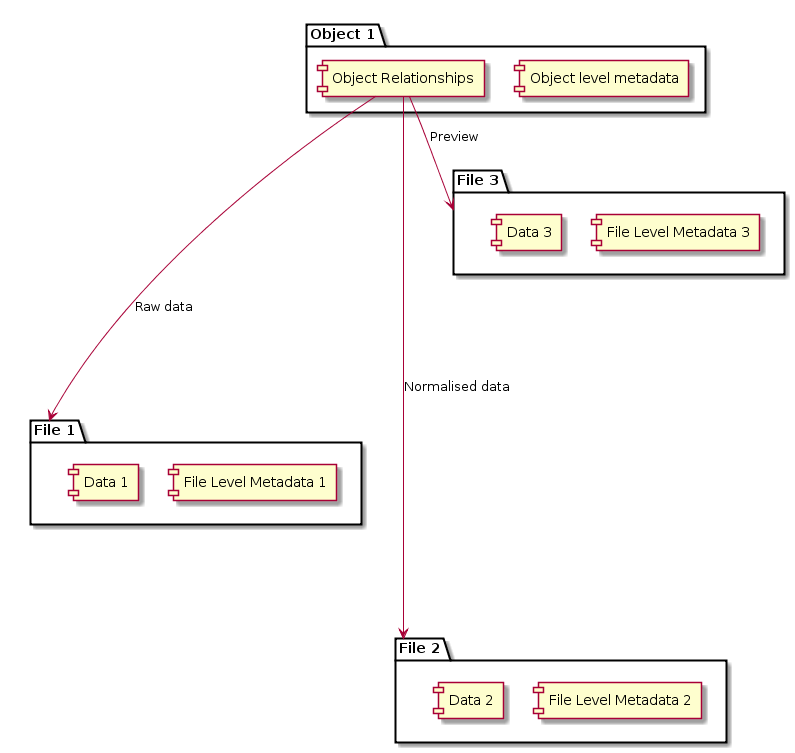 Object 1
Object Relationships
Object level metadata
Preview
File 3
Data 3
File Level Metadata 3
Raw data
Normalised data
File 1
Data 1
File Level Metadata 1
File 2
Data 2
File Level Metadata 2